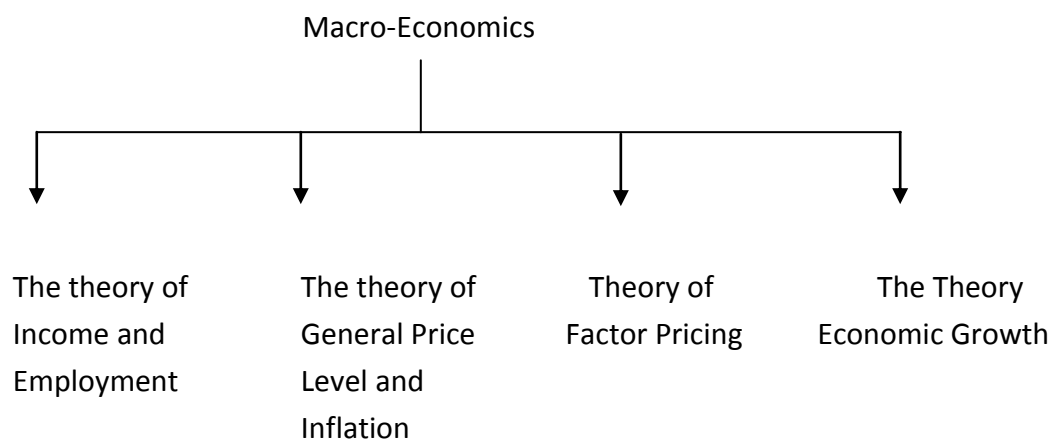 Macro-Economics
The theory of
Income and
Employment
The theory of
General Price
Level and
Inflation
Theory of
Factor Pricing
The Theory
Economic Growth